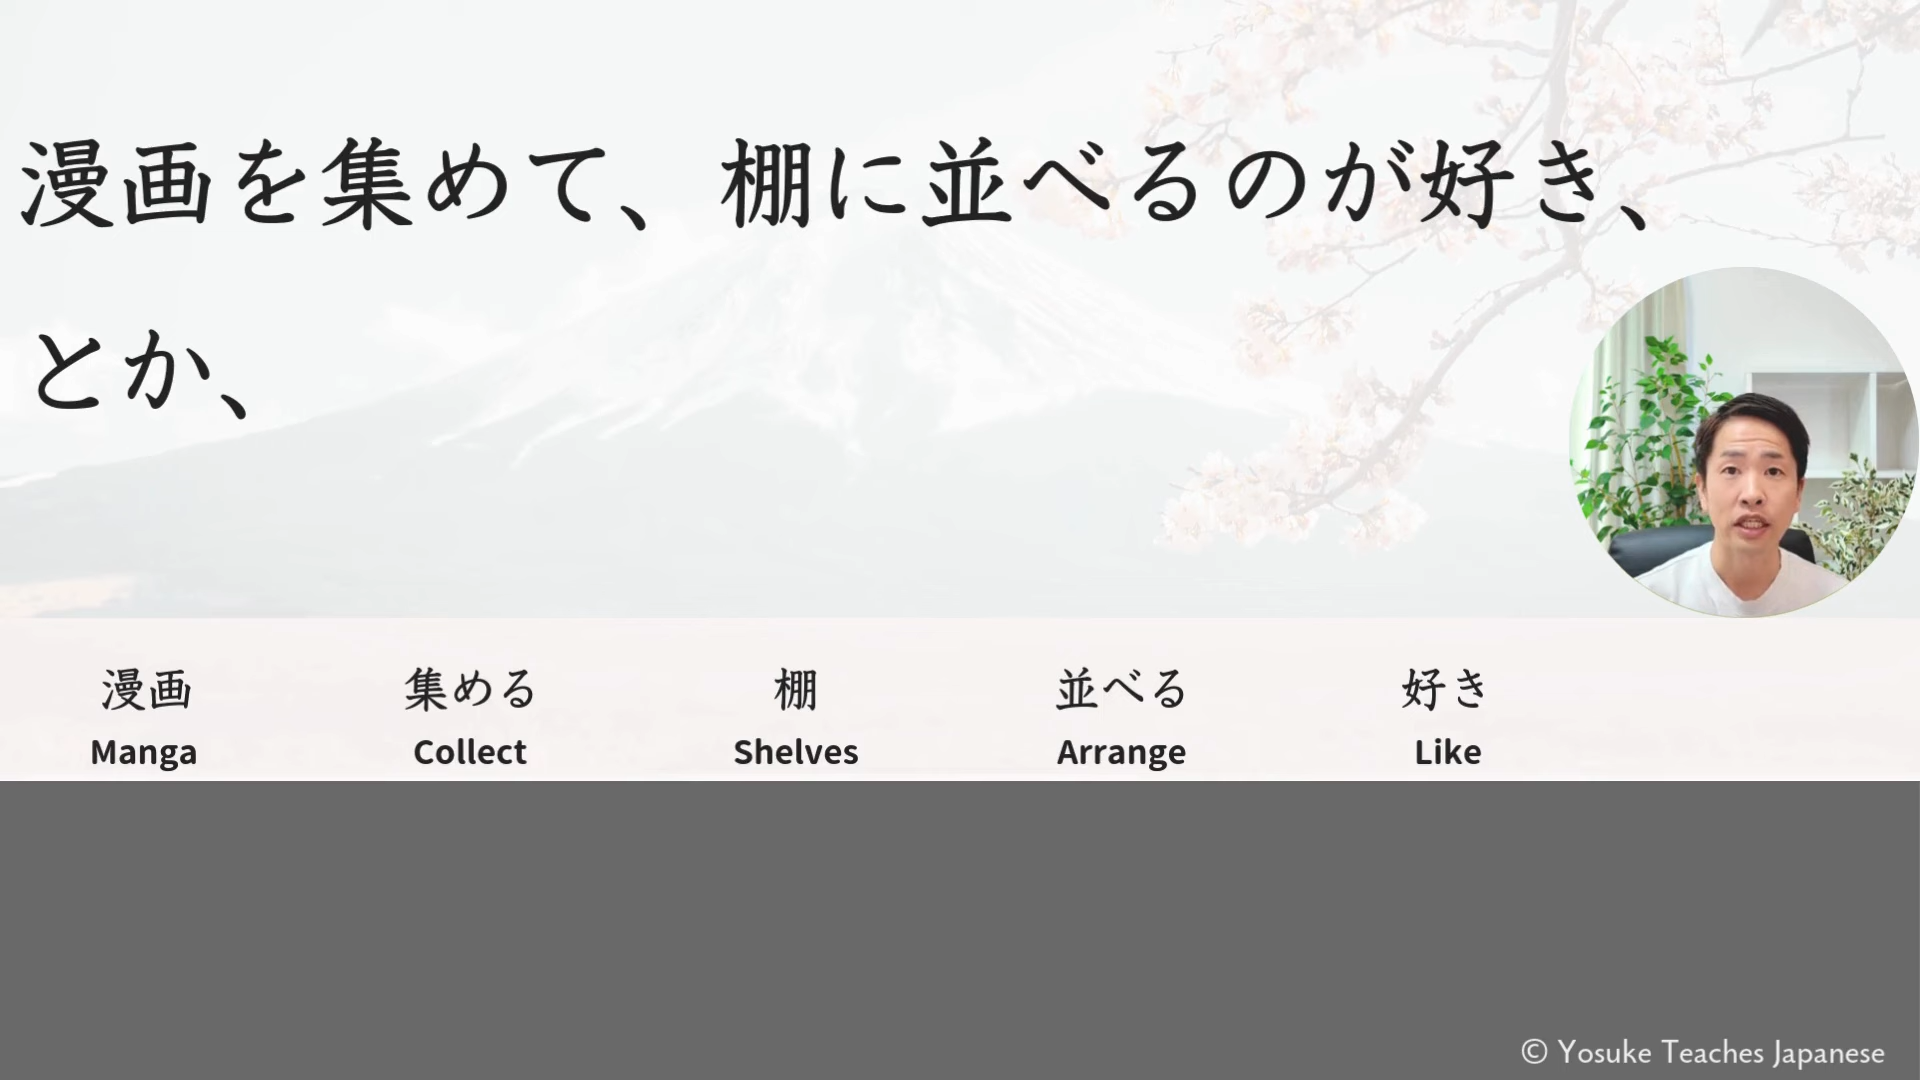 漫画を集めて、棚に並べるのが好き、
とか、
漫画 集める 棚 並べる 好き
Manga Collect Shelves Arrange Like
© Yosuke Teaches Japanese